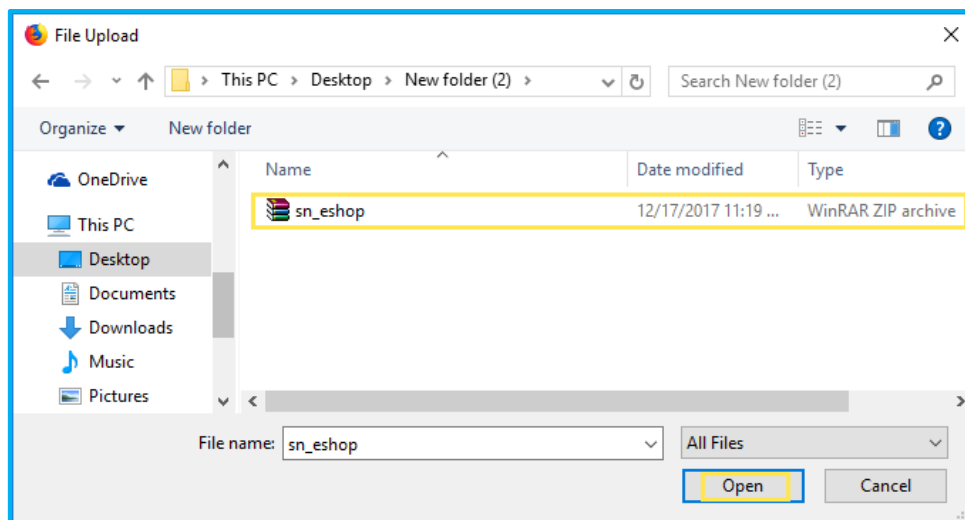 File Upload
This PC > Desktop > New folder (2) >
Search New folder (2)
Organize
New folder
OneDrive
This PC
Desktop
Documents
Downloads
Music
Pictures
Name
Date modified
Type
sn_eshop
12/17/2017 11:19 ...
WinRAR ZIP archive
File name:
sn_eshop
All Files
Open
Cancel